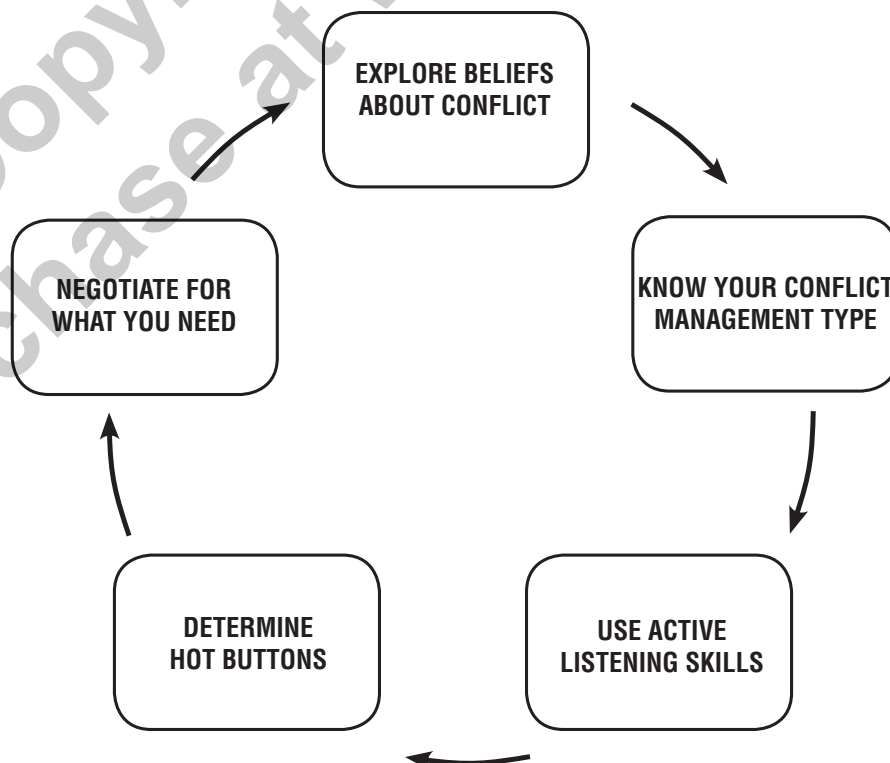 EXPLORE BELIEFS
ABOUT CONFLICT
KNOW YOUR CONFLICT
MANAGEMENT TYPE
USE ACTIVE
LISTENING SKILLS
DETERMINE
HOT BUTTONS
NEGOTIATE FOR
WHAT YOU NEED